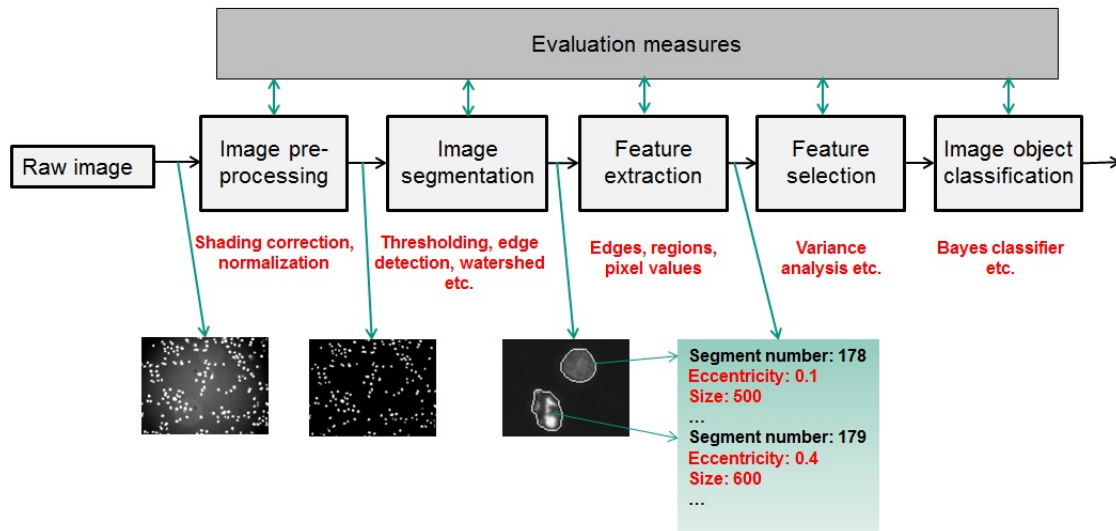 Evaluation measures
Raw image
Image pre-
processing
Image
segmentation
Feature
extraction
Feature
selection
Image object
classification
Shading correction,
normalization
Thresholding, edge
detection, watershed
etc.
Edges, regions,
pixel values
Variance
analysis etc.
Bayes classifier
etc.
Segment number: 178
Eccentricity: 0.1
Size: 500
...
Segment number: 179
Eccentricity: 0.4
Size: 600
...